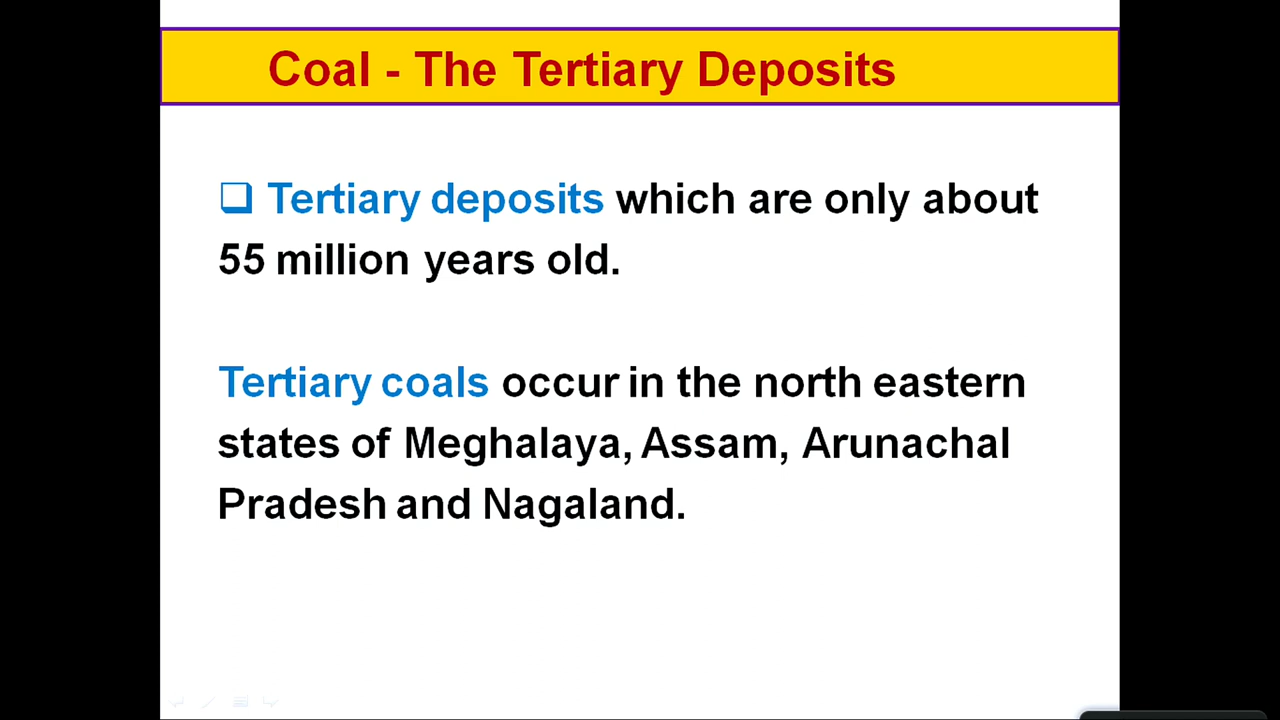 Coal - The Tertiary Deposits
❑ Tertiary deposits which are only about
55 million years old.
Tertiary coals occur in the north eastern
states of Meghalaya, Assam, Arunachal
Pradesh and Nagaland.